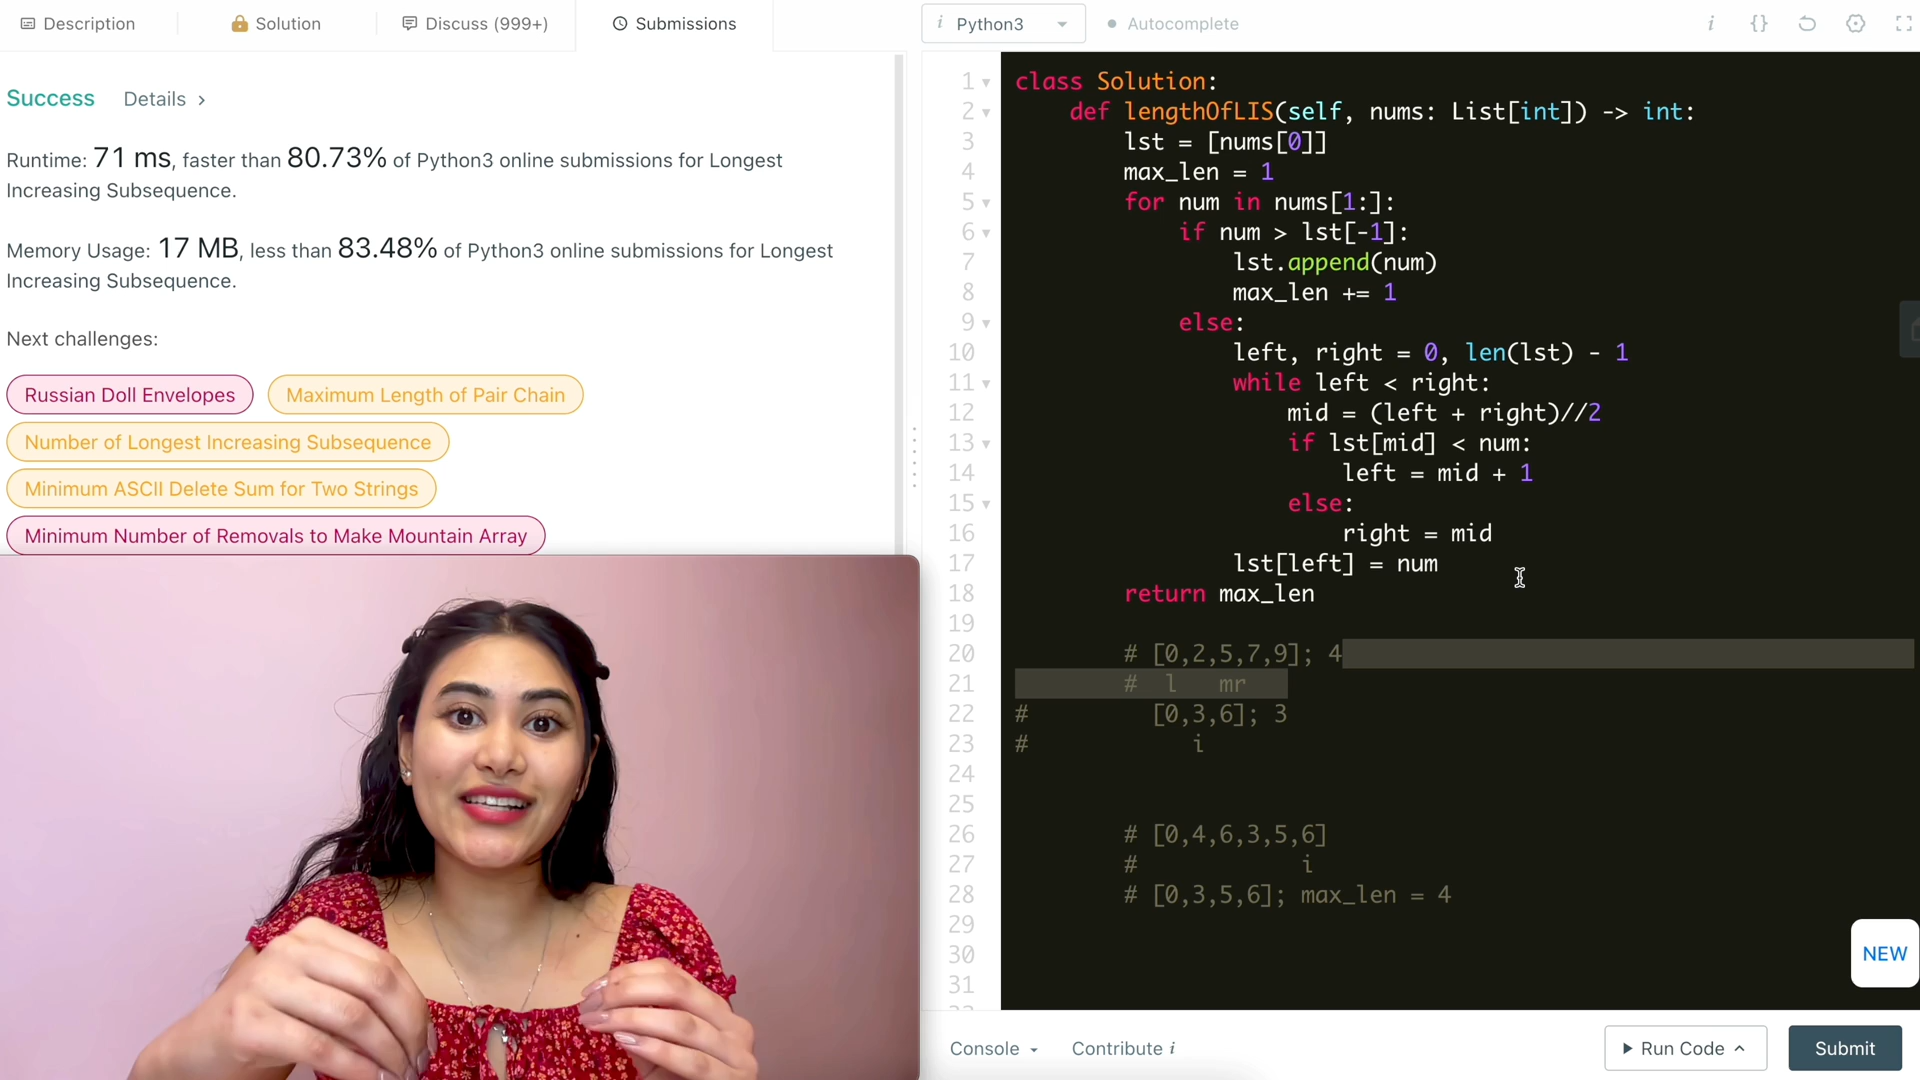 Description
Solution
Discuss (999+)
Submissions
i Python3
Autocomplete
i {}
Success Details >
Runtime: 71 ms, faster than 80.73% of Python3 online submissions for Longest
Increasing Subsequence.
Memory Usage: 17 MB, less than 83.48% of Python3 online submissions for Longest
Increasing Subsequence.
Next challenges:
Russian Doll Envelopes
Maximum Length of Pair Chain
Number of Longest Increasing Subsequence
Minimum ASCII Delete Sum for Two Strings
Minimum Number of Removals to Make Mountain Array
1 class Solution:
2     def lengthOfLIS(self, nums: List[int]) -> int:
3         lst = [nums[0]]
4         max_len = 1
5         for num in nums[1:]:
6             if num > lst[-1]:
7                 lst.append(num)
8                 max_len += 1
9             else:
10                 left, right = 0, len(lst) - 1
11                 while left < right:
12                     mid = (left + right)//2
13                     if lst[mid] < num:
14                         left = mid + 1
15                     else:
16                         right = mid
17                 lst[left] = num
18         return max_len
19
20         # [0,2,5,7,9]; 4
21         #  l   mr
22 #         [0,3,6]; 3
23 #            i
24
25
26         # [0,4,6,3,5,6]
27         #            i
28         # [0,3,5,6]; max_len = 4
29
30
31
NEW
Console
Contribute i
Run Code
Submit